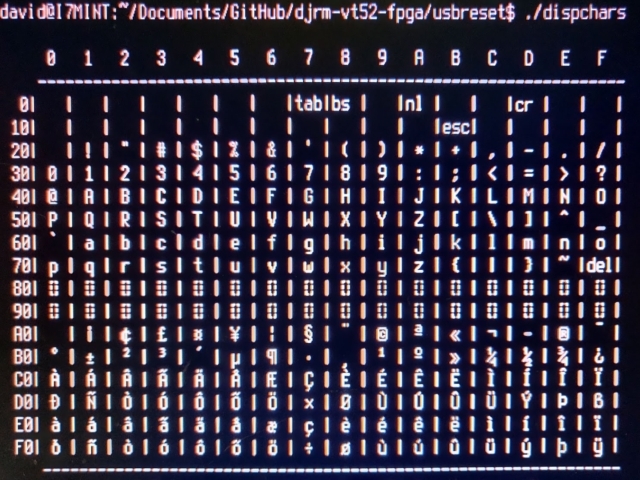 david@I7MINT:~/Documents/GitHub/djrm-vt52-fpga/usbreset$ ./dispchars
0 1 2 3 4 5 6 7 8 9 A B C D E F
0| | | | | | | |tab|bs | |nl | | |cr | |
10| | | | | | | | | | | |esc| | | |
20| | ! | " | # | $ | % | & | ' | ( | ) | * | + | , | - | . | /
30| 0 | 1 | 2 | 3 | 4 | 5 | 6 | 7 | 8 | 9 | : | ; | < | = | > | ?
40| @ | A | B | C | D | E | F | G | H | I | J | K | L | M | N | O
50| P | Q | R | S | T | U | V | W | X | Y | Z | [ | \ | ] | ^ | _
60| ` | a | b | c | d | e | f | g | h | i | j | k | l | m | n | o
70| p | q | r | s | t | u | v | w | x | y | z | { | | | } | ~ |del|
80|
90|
A0| | ¡ | ¢ | £ | ¤ | ¥ | ¦ | § | ¨ | © | ª | « | ¬ | - | ® | ¯
B0| ° | ± | ² | ³ | ´ | µ | ¶ | · | ¸ | ¹ | º | » | ¼ | ½ | ¾ | ¿
C0| À | Á | Â | Ã | Ä | Å | Æ | Ç | È | É | Ê | Ë | Ì | Í | Î | Ï
D0| Ð | Ñ | Ò | Ó | Ô | Õ | Ö | × | Ø | Ù | Ú | Û | Ü | Ý | Þ | ß
E0| à | á | â | ã | ä | å | æ | ç | è | é | ê | ë | ì | í | î | ï
F0| ð | ñ | ò | ó | ô | õ | ö | ÷ | ø | ù | ú | û | ü | ý | þ | ÿ